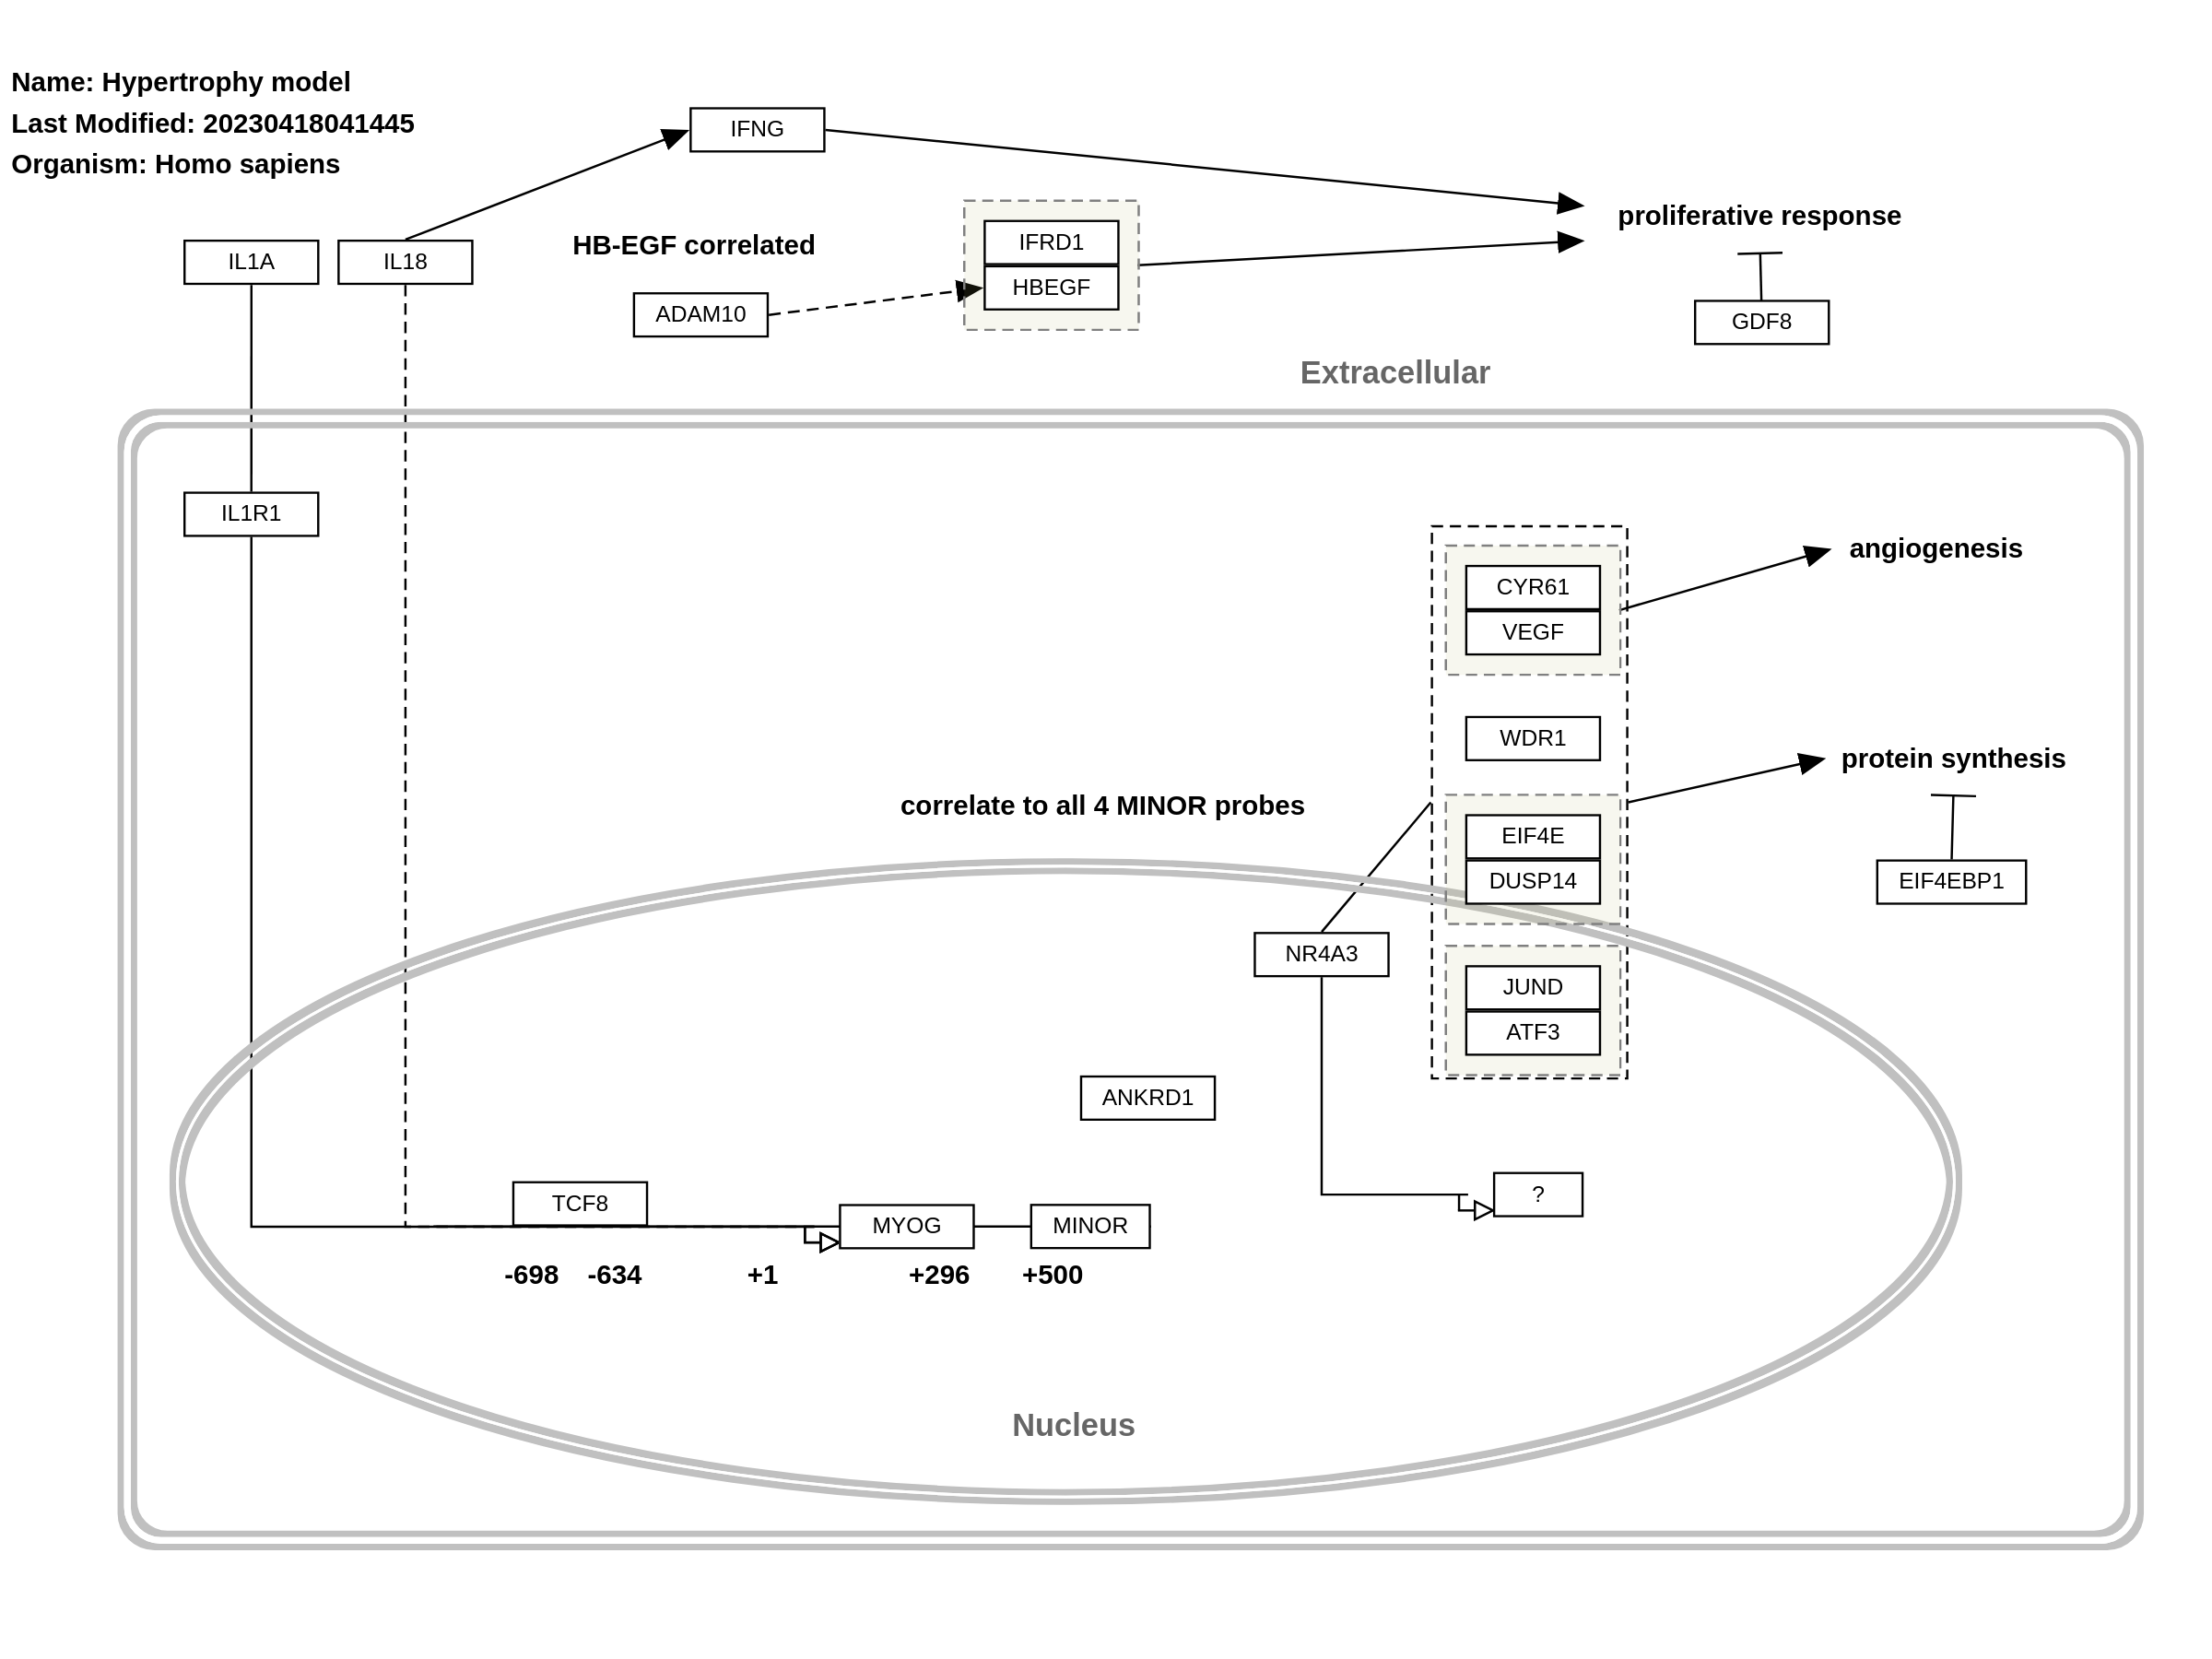 Name: Hypertrophy model
Last Modified: 20230418041445
Organism: Homo sapiens
IFNG
proliferative response
IFRD1
HB-EGF correlated
IL1A
IL18
HBEGF
ADAM10
GDF8
Extracellular
IL1R1
angiogenesis
CYR61
VEGF
WDR1
protein synthesis
correlate to all 4 MINOR probes
EIF4E
DUSP14
EIF4EBP1
NR4A3
JUND
ATF3
ANKRD1
?
TCF8
MYOG
MINOR
-698 -634 +1 +296 +500
Nucleus